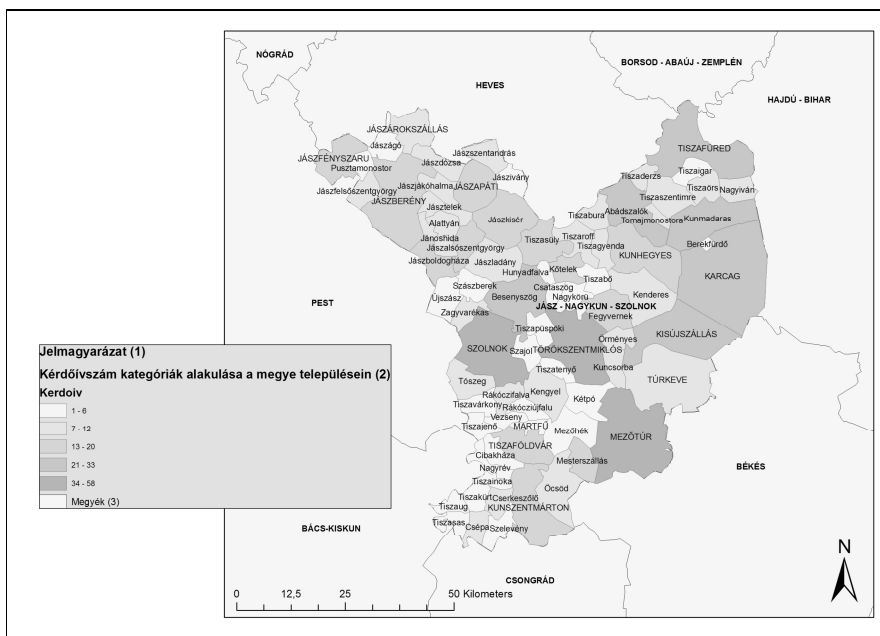 NÓGRÁD
BORSOD - ABAÚJ - ZEMPLÉN
HEVES
HAJDÚ - BIHAR
JÁSZÁROKSZÁLLÁS
Jászágó
TISZAFÜRED
JÁSZFÉNYSZARU
Jászdózsa
Jászszentandrás
Pusztamonostor
Jászivány
Tiszaderzs
Tiszaigar
Jászfelsőszentgyörgy
Jászjákóhalma
JÁSZAPÁTI
Tiszaörs
Nagyiván
Tiszaszentimre
JÁSZBERÉNY
Jásztelek
Abádszalók
Tiszabura
Tomajmonostora
Kunmadaras
Alattyán
Jászkisér
Jánoshida
Tiszasüly
Tiszaroff
Tiszagyenda
Berekfürdő
Jászalsószentgyörgy
KUNHEGYES
Jászboldogháza
Jászladány
Hunyadfalva
Kőtelek
KARCAG
Szászberek
Csataszög
Tiszabő
Újszász
Besenyszög
Nagykörű
Kenderes
PEST
JÁSZ - NAGYKUN - SZOLNOK
Zagyvarékas
Fegyvernek
Tiszapüspöki
KISÚJSZÁLLÁS
Örményes
SZOLNOK
Szajol
TÖRÖKSZENTMIKLÓS
Tiszatenyő
Kuncsorba
Tószeg
TÚRKEVE
Rákóczifalva
Kengyel
Kétpó
Tiszavárkony
Rákócziújfalu
Vezseny
Tiszajenő
MARTFŰ
Mezőhék
MEZŐTÚR
TISZAFÖLDVÁR
Cibakháza
Mesterszállás
BÉKÉS
Nagyrév
Tiszainoka
Öcsöd
Tiszakürt
Cserkeszőlő
Tiszaug
KUNSZENTMÁRTON
Tiszasas
Csépa
Szelevény
BÁCS-KISKUN
CSONGRÁD
Jelmagyarázat (1)
Kérdőívszám kategóriák alakulása a megye településein (2)
Kerdoiv
1 - 6
7 - 12
13 - 20
21 - 33
34 - 58
Megyék (3)
N
0 12,5 25 50 Kilometers